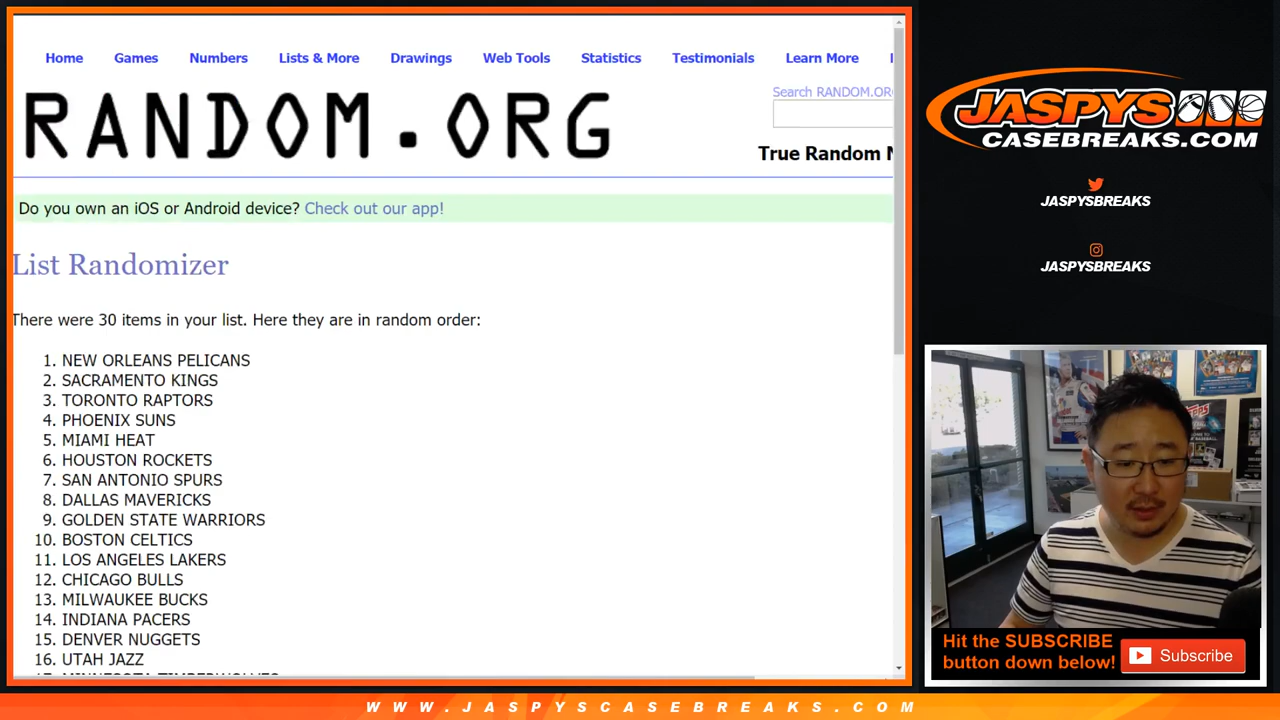 Home Games Numbers Lists & More Drawings Web Tools Statistics Testimonials Learn More
RANDOM.ORG
Search RANDOM.OR
True Random N
Do you own an iOS or Android device? Check out our app!
List Randomizer
There were 30 items in your list. Here they are in random order:
1. NEW ORLEANS PELICANS
2. SACRAMENTO KINGS
3. TORONTO RAPTORS
4. PHOENIX SUNS
5. MIAMI HEAT
6. HOUSTON ROCKETS
7. SAN ANTONIO SPURS
8. DALLAS MAVERICKS
9. GOLDEN STATE WARRIORS
10. BOSTON CELTICS
11. LOS ANGELES LAKERS
12. CHICAGO BULLS
13. MILWAUKEE BUCKS
14. INDIANA PACERS
15. DENVER NUGGETS
16. UTAH JAZZ
17. MINNESOTA TIMBERWOLVES
JASPYS
CASEBREAKS.COM
JASPYSBREAKS
JASPYSBREAKS
Hit the SUBSCRIBE
button down below!
Subscribe
WWW.JASPYSCASEBREAKS.COM